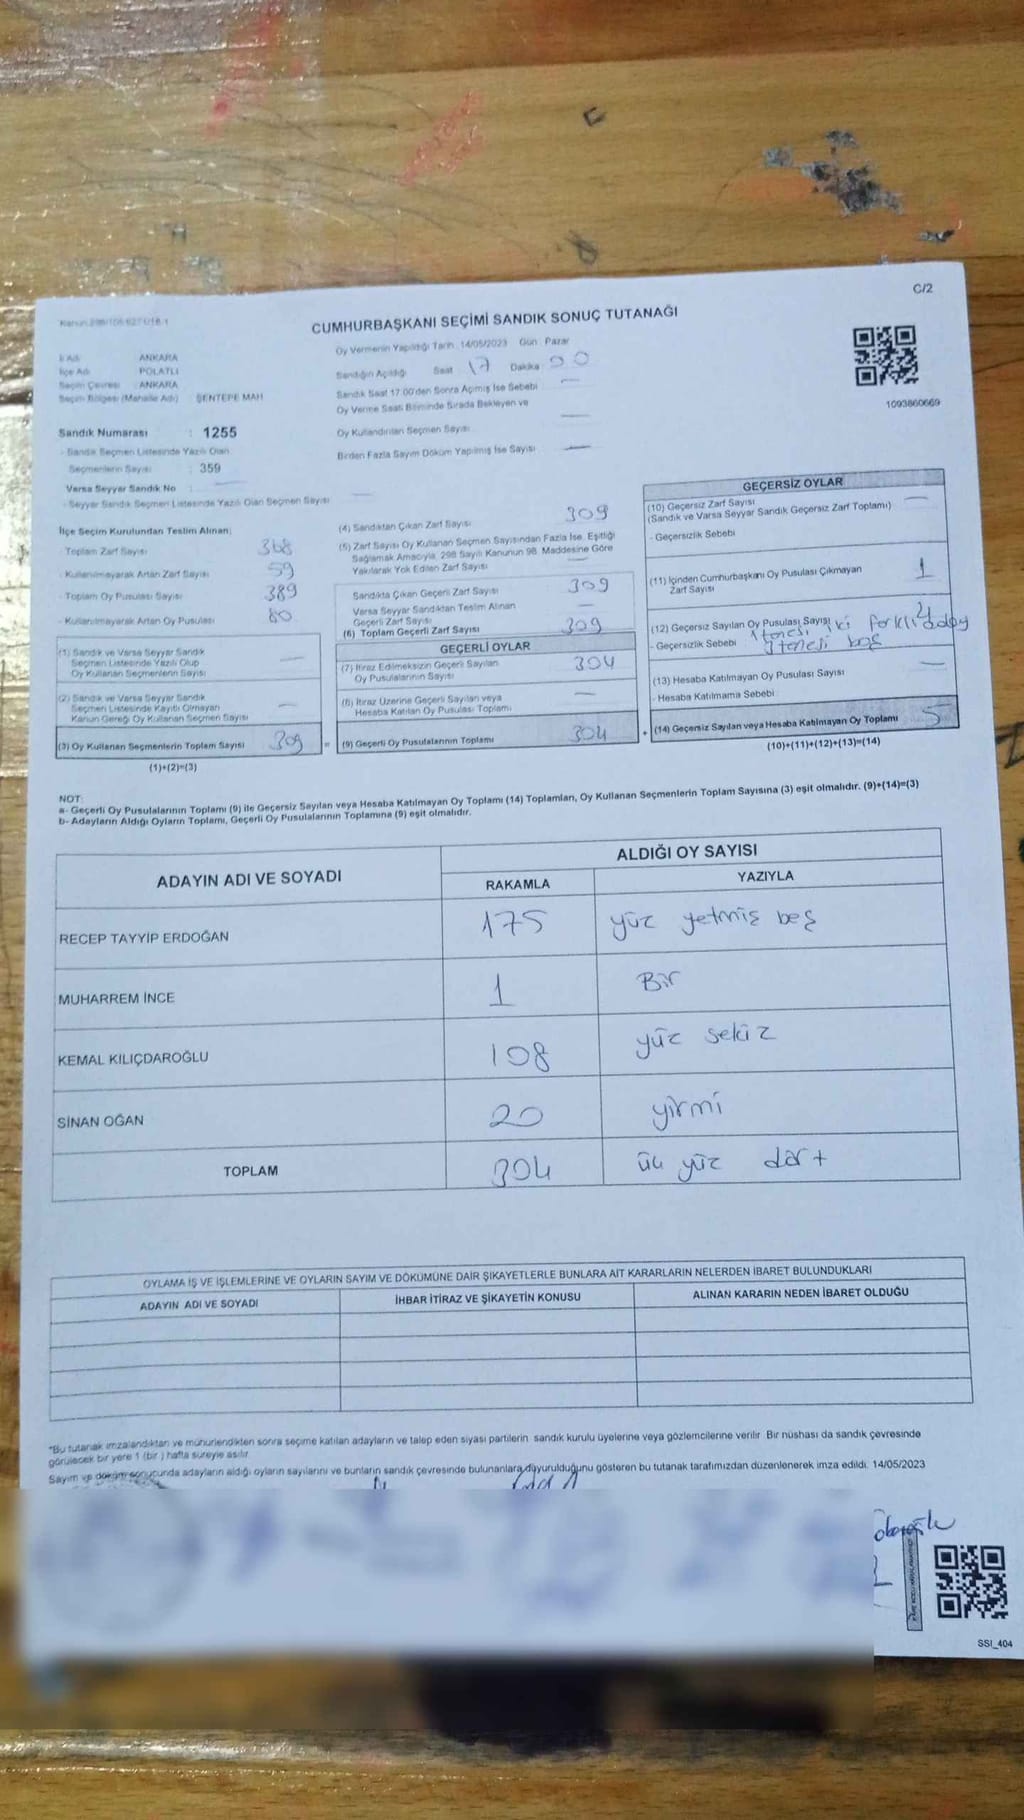 C/2
CUMHURBAŞKANI SEÇİMİ SANDIK SONUÇ TUTANAĞI
İl Adı : ANKARA
İlçe Adı : POLATLI
Seçim Çevresi : ANKARA
Seçim Bölgesi (Mahalle Adı) : ŞENTEPE MAH
Sandık Numarası : 1255
- Sandık Seçmen Listesinde Yazılı Olan
Seçmenlerin Sayısı : 359
Varsa Seyyar Sandık No :
- Seyyar Sandık Seçmen Listesinde Yazılı Olan Seçmen Sayısı
Oy Vermenin Yapıldığı Tarih : 14/05/2023 Gün : Pazar
Sandığın Açıldığı Saat 17 Dakika 00
Sandık Saat 17:00'den Sonra Açılmış İse Sebebi —
Oy Verme Saati Bitiminde Sırada Bekleyen ve
Oy Kullandırılan Seçmen Sayısı —
Birden Fazla Sayım Döküm Yapılmış İse Sayısı —
1093860669
İlçe Seçim Kurulundan Teslim Alınan;
- Toplam Zarf Sayısı 368
- Kullanılmayarak Artan Zarf Sayısı 59
- Toplam Oy Pusulası Sayısı 389
- Kullanılmayarak Artan Oy Pusulası 80
(1) Sandık ve Varsa Seyyar Sandık
Seçmen Listesinde Yazılı Olup
Oy Kullanan Seçmenlerin Sayısı —
(2) Sandık ve Varsa Seyyar Sandık
Seçmen Listesinde Kayıtlı Olmayan
Kanun Gereği Oy Kullanan Seçmen Sayısı —
(3) Oy Kullanan Seçmenlerin Toplam Sayısı 309 =
(1)+(2)=(3)
(4) Sandıktan Çıkan Zarf Sayısı 309
(5) Zarf Sayısı Oy Kullanan Seçmen Sayısından Fazla İse, Eşitliği
Sağlamak Amacıyla, 298 Sayılı Kanunun 98. Maddesine Göre
Yakılarak Yok Edilen Zarf Sayısı —
Sandıkta Çıkan Geçerli Zarf Sayısı 309
Varsa Seyyar Sandıktan Teslim Alınan
Geçerli Zarf Sayısı —
(6) Toplam Geçerli Zarf Sayısı 309
GEÇERLİ OYLAR
(7) İtiraz Edilmeksizin Geçerli Sayılan
Oy Pusulalarının Sayısı 304
(8) İtiraz Üzerine Geçerli Sayılan veya
Hesaba Katılan Oy Pusulası Toplamı —
(9) Geçerli Oy Pusulalarının Toplamı 304 +
GEÇERSİZ OYLAR
(10) Geçersiz Zarf Sayısı —
(Sandık ve Varsa Seyyar Sandık Geçersiz Zarf Toplamı)
- Geçersizlik Sebebi
(11) İçinden Cumhurbaşkanı Oy Pusulası Çıkmayan
Zarf Sayısı 1
(12) Geçersiz Sayılan Oy Pusulası Sayısı 4
- Geçersizlik Sebebi 1 tanesi iki farklı aday
tanesi boş
(13) Hesaba Katılmayan Oy Pusulası Sayısı —
- Hesaba Katılmama Sebebi
(14) Geçersiz Sayılan veya Hesaba Katılmayan Oy Toplamı 5
(10)+(11)+(12)+(13)=(14)
NOT:
a- Geçerli Oy Pusulalarının Toplamı (9) ile Geçersiz Sayılan veya Hesaba Katılmayan Oy Toplamı (14) Toplamları, Oy Kullanan Seçmenlerin Toplam Sayısına (3) eşit olmalıdır. (9)+(14)=(3)
b- Adayların Aldığı Oyların Toplamı, Geçerli Oy Pusulalarının Toplamına (9) eşit olmalıdır.
ADAYIN ADI VE SOYADI ALDIĞI OY SAYISI
RAKAMLA YAZIYLA
RECEP TAYYİP ERDOĞAN 175 yüz yetmiş beş
MUHARREM İNCE 1 Bir
KEMAL KILIÇDAROĞLU 108 yüz sekiz
SİNAN OĞAN 20 yirmi
TOPLAM 304 üç yüz dört
OYLAMA İŞ VE İŞLEMLERİNE VE OYLARIN SAYIM VE DÖKÜMÜNE DAİR ŞİKAYETLERLE BUNLARA AİT KARARLARIN NELERDEN İBARET BULUNDUKLARI
ADAYIN ADI VE SOYADI İHBAR İTİRAZ VE ŞİKAYETİN KONUSU ALINAN KARARIN NEDEN İBARET OLDUĞU
*Bu tutanak imzalandıktan ve mühürlendikten sonra seçime katılan adayların ve talep eden siyasi partilerin sandık kurulu üyelerine veya gözlemcilerine verilir. Bir nüshası da sandık çevresinde
görülecek bir yere 1 (bir ) hafta süreyle asılır.
Sayım ve döküm sonucunda adayların aldığı oyların sayılarını ve bunların sandık çevresinde bulunanlara duyurulduğunu gösteren bu tutanak tarafımızdan düzenlenerek imza edildi. 14/05/2023
SSI_404